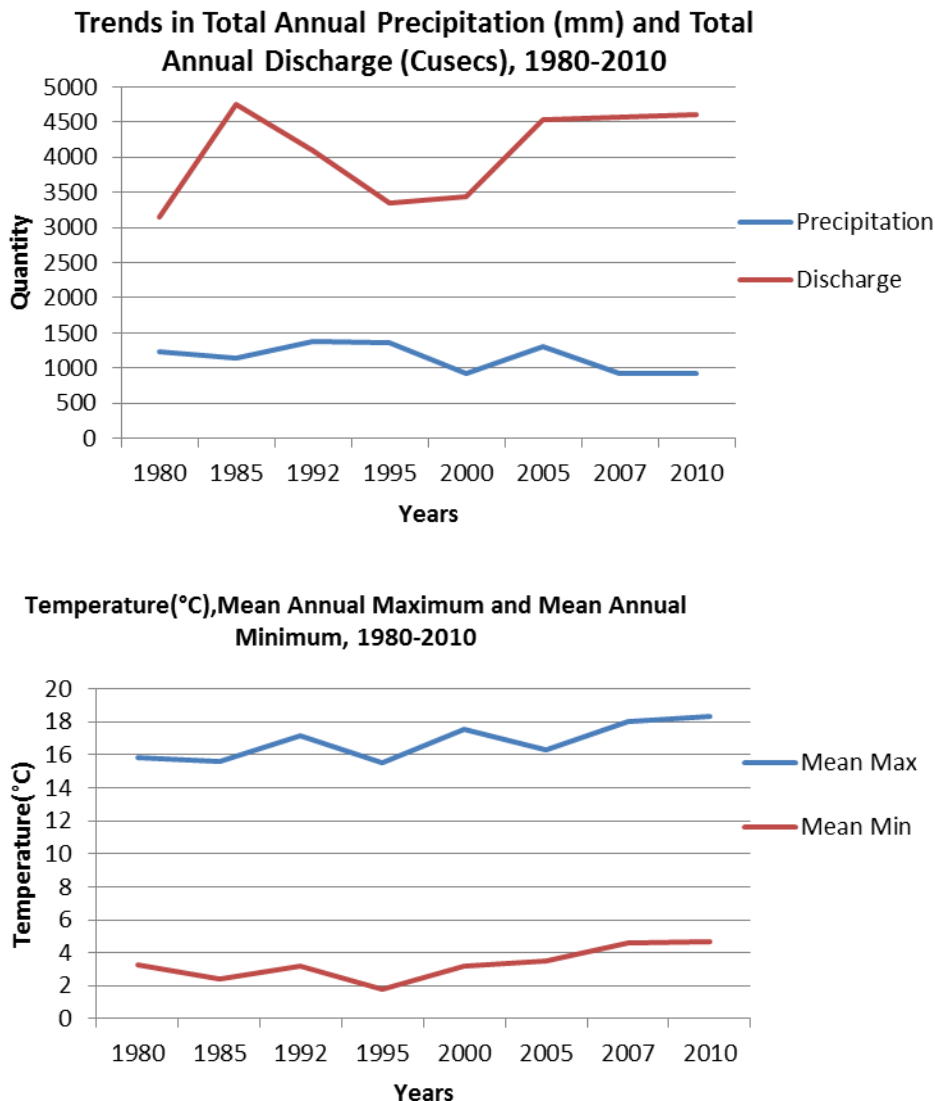 Trends in Total Annual Precipitation (mm) and Total
Annual Discharge (Cusecs), 1980-2010
5000
4500
4000
3500
3000
2500
2000
1500
1000
500
0
Quantity
1980 1985 1992 1995 2000 2005 2007 2010
Years
Precipitation
Discharge
Temperature(°C),Mean Annual Maximum and Mean Annual
Minimum, 1980-2010
20
18
16
14
12
10
8
6
4
2
0
Temperature(°C)
1980 1985 1992 1995 2000 2005 2007 2010
Years
Mean Max
Mean Min